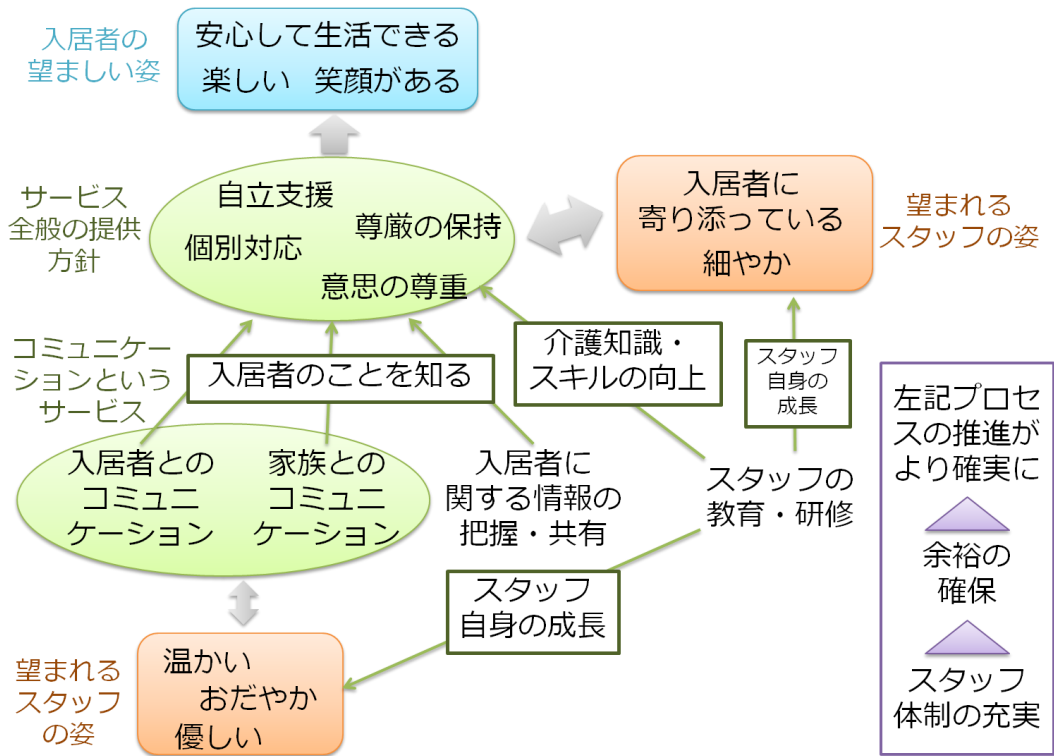 入居者の
望ましい姿
安心して生活できる
楽しい 笑顔がある
サービス
全般の提供
方針
自立支援
尊厳の保持
個別対応
意思の尊重
入居者に
寄り添っている
細やか
望まれる
スタッフの姿
コミュニケー
ションという
サービス
入居者のことを知る
介護知識・
スキルの向上
スタッフ
自身の
成長
入居者との
コミュニ
ケーション
家族との
コミュニ
ケーション
入居者に
関する情報の
把握・共有
スタッフの
教育・研修
スタッフ
自身の成長
望まれる
スタッフ
の姿
温かい
おだやか
優しい
左記プロセ
スの推進が
より確実に
余裕の
確保
スタッフ
体制の充実